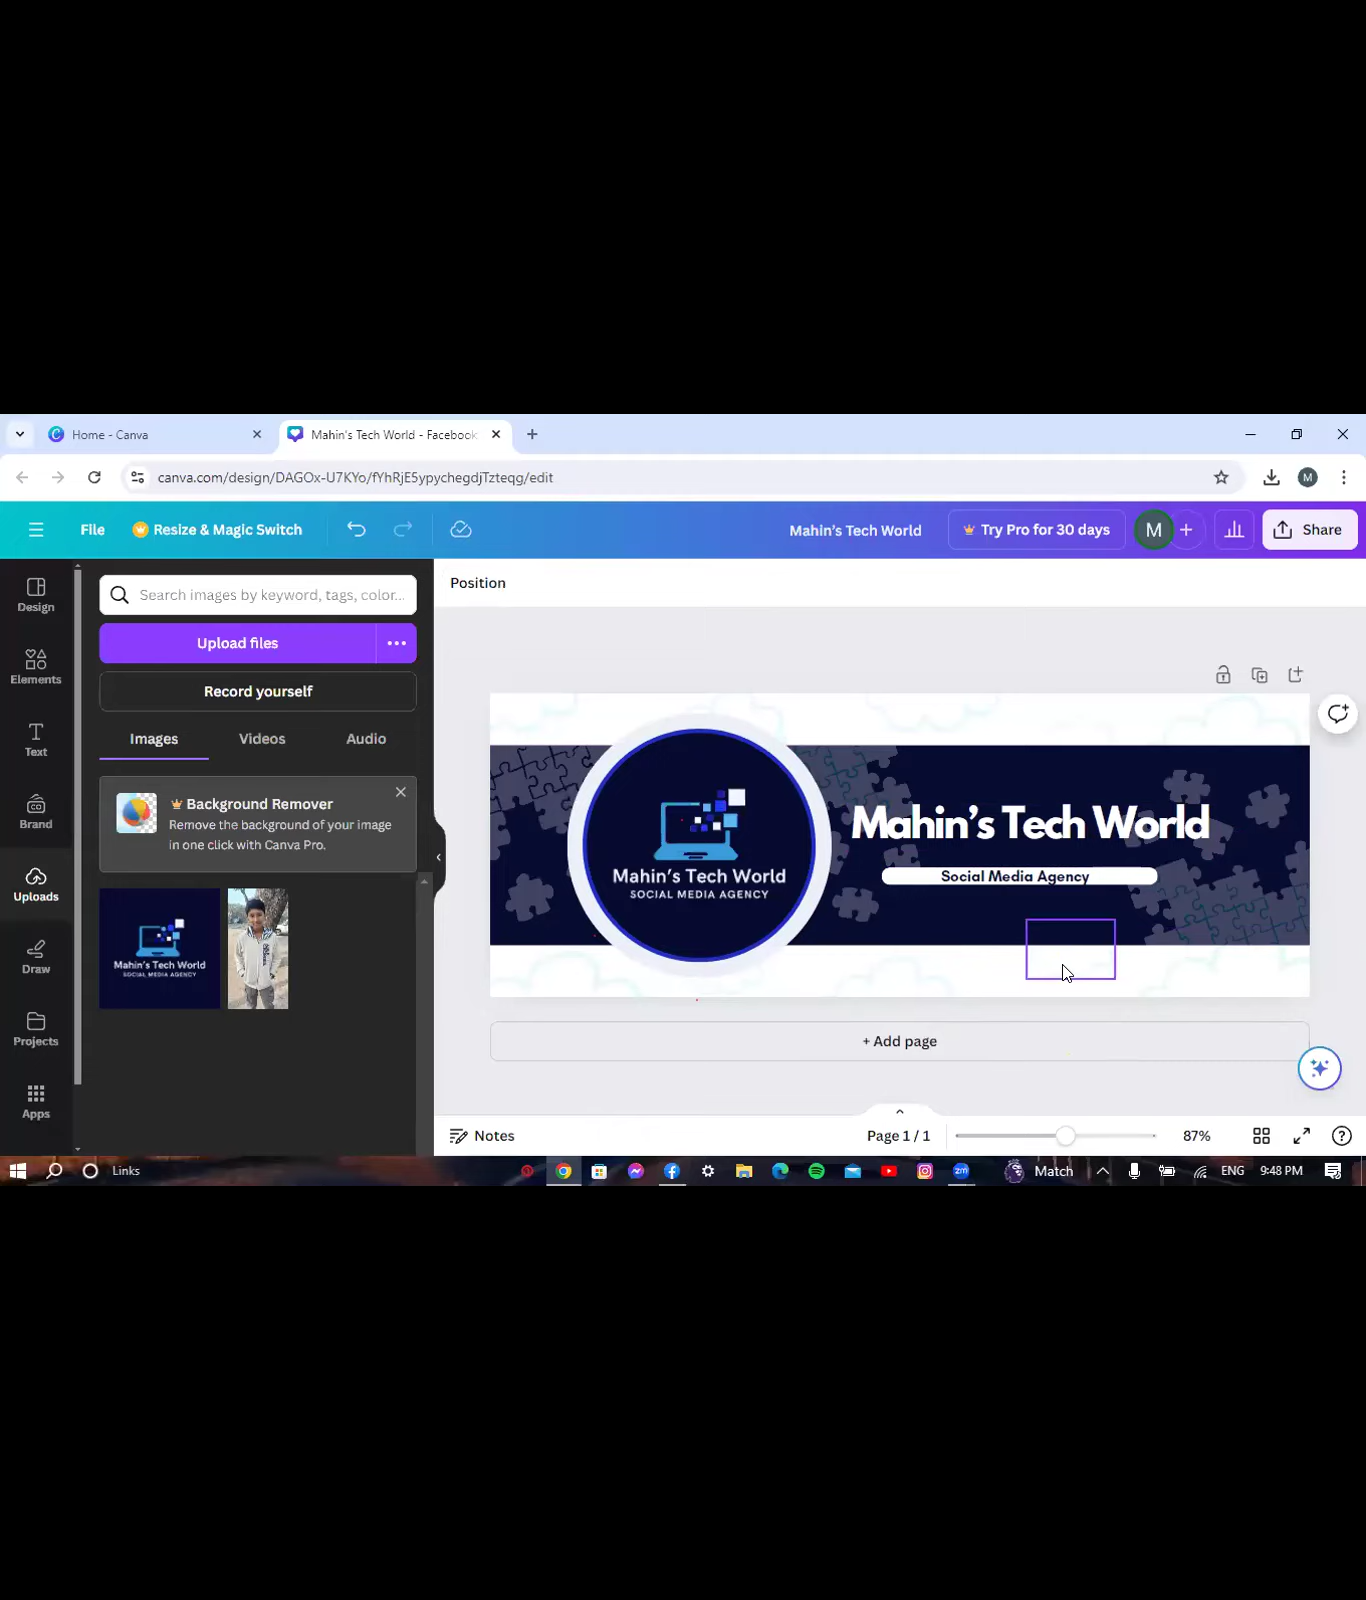 Home - Canva
Mahin's Tech World - Facebook
canva.com/design/DAGOx-U7KYo/fYhRjE5ypychegdjTzteqg/edit
M
File
Resize & Magic Switch
Mahin's Tech World
Try Pro for 30 days
M
Share
Design
Elements
Text
Brand
Uploads
Draw
Projects
Apps
Search images by keyword, tags, color...
Upload files
Record yourself
Images
Videos
Audio
Background Remover
Remove the background of your image
in one click with Canva Pro.
Mahin's Tech World
SOCIAL MEDIA AGENCY
Position
Mahin's Tech World
SOCIAL MEDIA AGENCY
Mahin's Tech World
Social Media Agency
+ Add page
Notes
Page 1 / 1
87%
Links
Match
ENG
9:48 PM